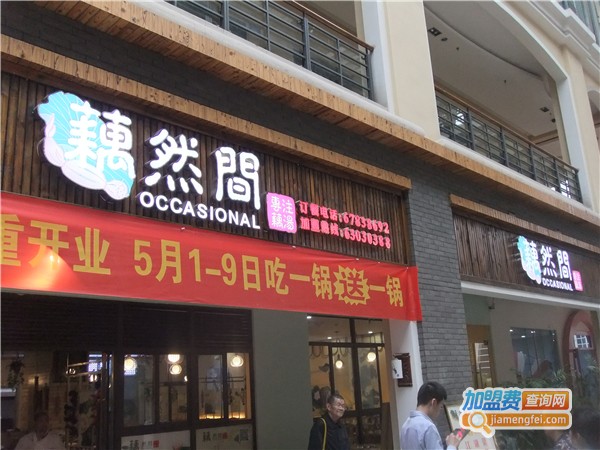 藕然間
OCCASIONAL
專注
藕湯
订餐电话:67838692
加盟热线:63038388
重开业 5月1-9日吃一锅送一锅
藕然間
OCCASIONAL
加盟费查询网
jiamengfei.com